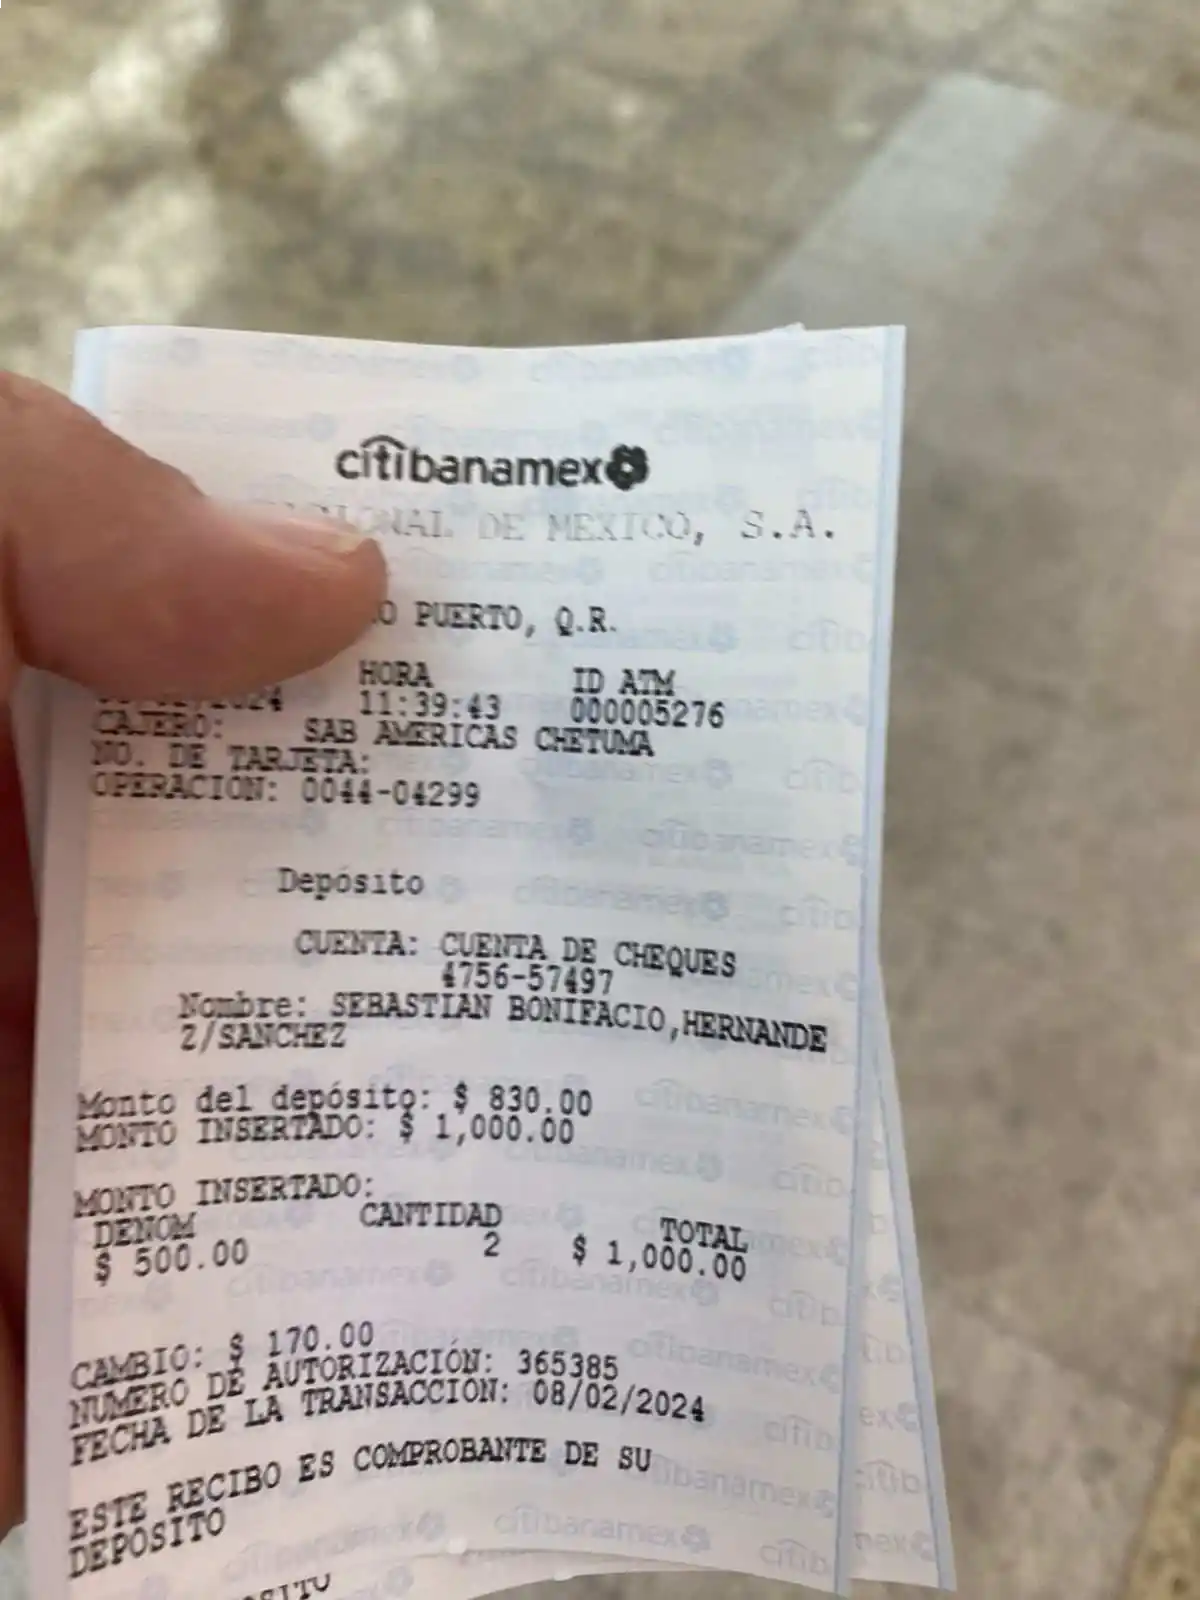 citibanamex
DE MEXICO, S.A.
PUERTO, Q.R.
HORA ID ATM
11:39:43 000005276
CAJERO: SAB AMERICAS CHETUMA
NO. DE TARJETA:
OPERACION: 0044-04299
Depósito
CUENTA: CUENTA DE CHEQUES
4756-57497
Nombre: SEBASTIAN BONIFACIO,HERNANDE
Z/SANCHEZ
Monto del depósito: $ 830.00
MONTO INSERTADO: $ 1,000.00
MONTO INSERTADO:
DENOM CANTIDAD TOTAL
$ 500.00 2 $ 1,000.00
CAMBIO: $ 170.00
NUMERO DE AUTORIZACIÓN: 365385
FECHA DE LA TRANSACCION: 08/02/2024
ESTE RECIBO ES COMPROBANTE DE SU
DEPOSITO